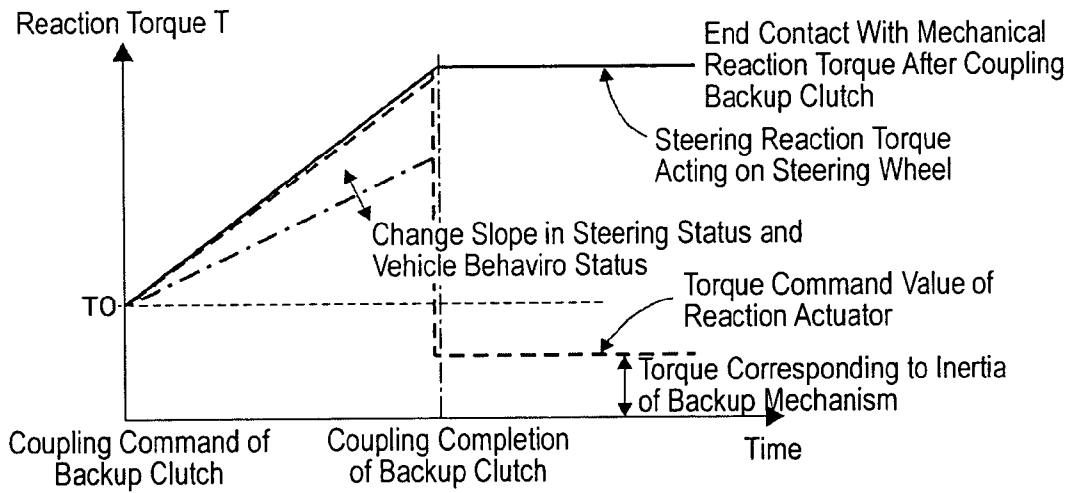 Reaction Torque T
End Contact With Mechanical
Reaction Torque After Coupling
Backup Clutch
Steering Reaction Torque
Acting on Steering Wheel
Change Slope in Steering Status and
Vehicle Behaviro Status
T0
Torque Command Value of
Reaction Actuator
Torque Corresponding to Inertia
of Backup Mechanism
Coupling Command of
Backup Clutch
Coupling Completion
of Backup Clutch
Time